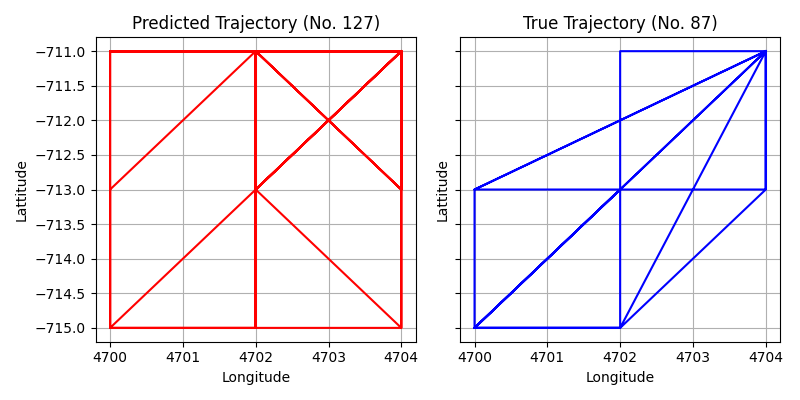 Predicted Trajectory (No. 127)
True Trajectory (No. 87)
−711.0
−711.5
−712.0
−712.5
−713.0
−713.5
−714.0
−714.5
−715.0
Lattitude
Lattitude
4700 4701 4702 4703 4704
4700 4701 4702 4703 4704
Longitude
Longitude